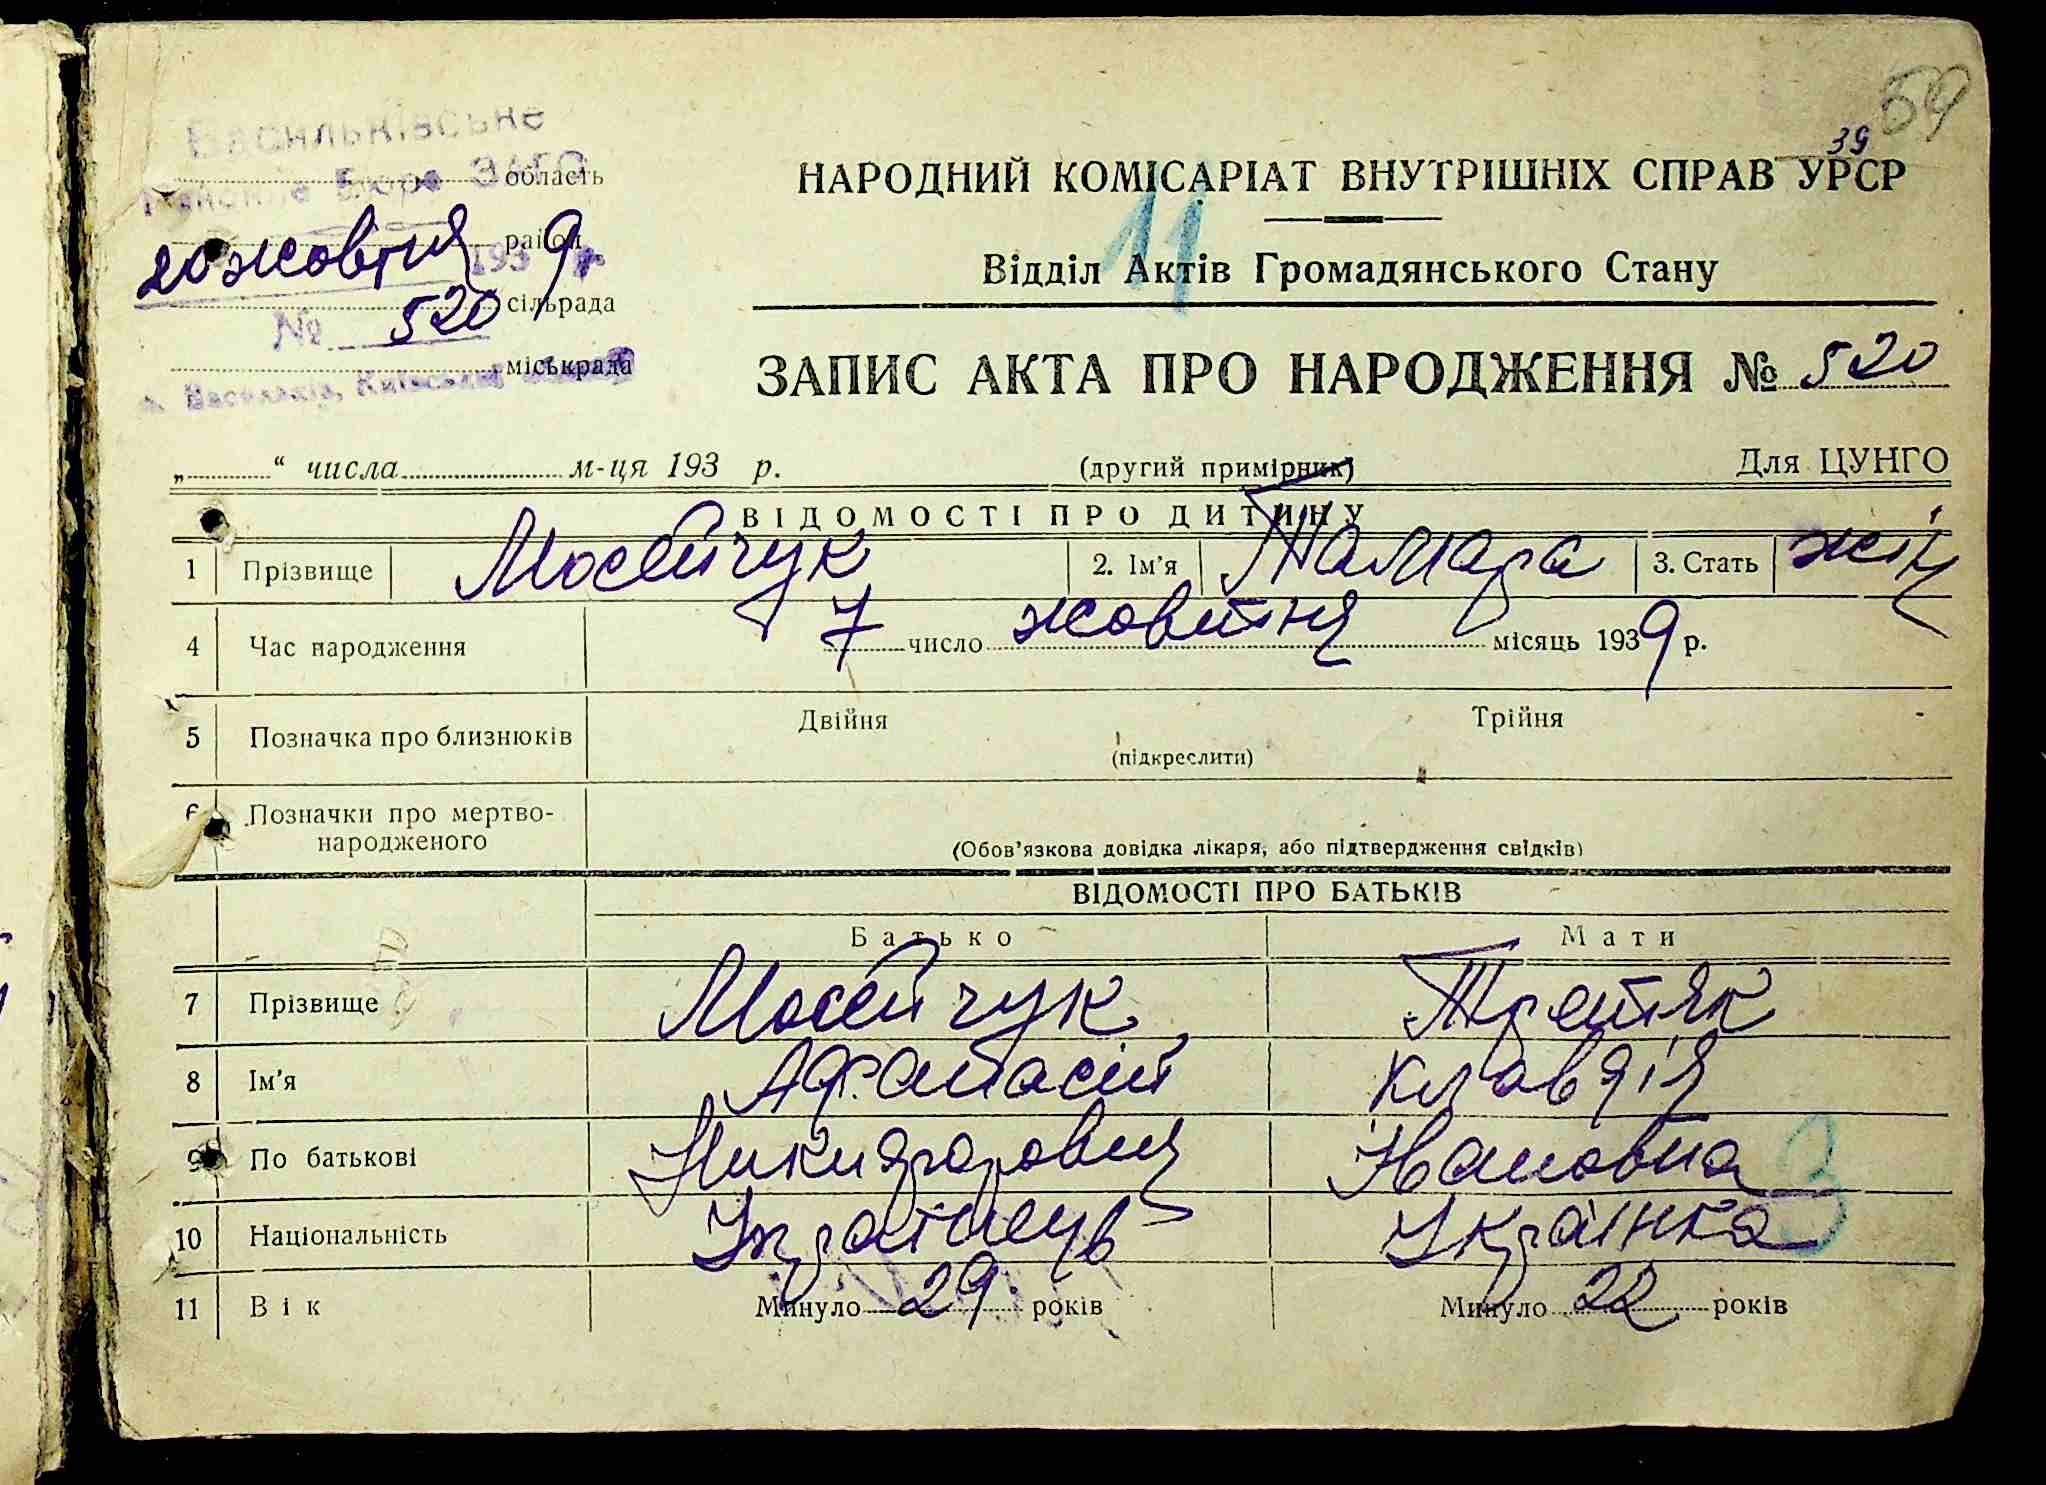 59
39
Васильківське
Районне Бюро ЗАГС
область
район
20 жовтня 1939 р.
сільрада
№ 520
міськрада
м. Васильків, Київської
НАРОДНИЙ КОМІСАРІАТ ВНУТРІШНІХ СПРАВ УРСР
11
Відділ Актів Громадянського Стану
ЗАПИС АКТА ПРО НАРОДЖЕННЯ № 520
„ “ числа м-ця 193 р. (другий примірник) Для ЦУНГО
ВІДОМОСТІ ПРО ДИТИНУ
1 Прізвище Мосейчук 2. Ім'я Тамара 3. Стать жін
4 Час народження 7 число жовтня місяць 1939 р.
5 Позначка про близнюків Двійня Трійня
(підкреслити)
6 Позначки про мертво-
народженого
(Обов'язкова довідка лікаря, або підтвердження свідків)
ВІДОМОСТІ ПРО БАТЬКІВ
Батько Мати
7 Прізвище Мосейчук Третяк
8 Ім'я Афанасій Клавдія
9 По батькові Никифорович Івановна
3
10 Національність Українець Українка
11 Вік Минуло 29 років Минуло 22 років